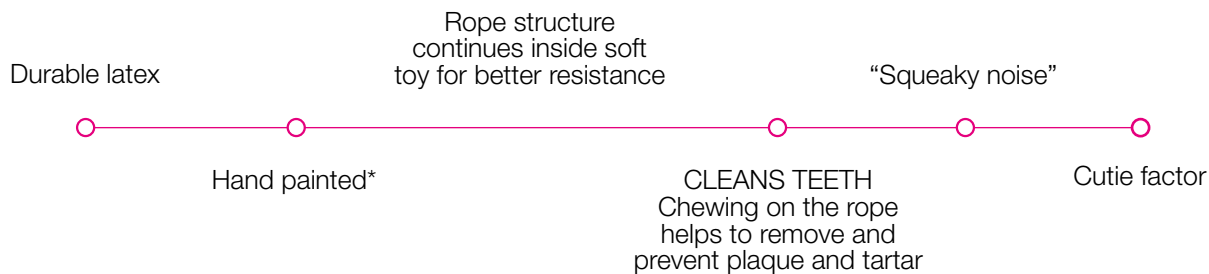 Durable latex
Hand painted*
Rope structure
continues inside soft
toy for better resistance
CLEANS TEETH
Chewing on the rope
helps to remove and
prevent plaque and tartar
“Squeaky noise”
Cutie factor